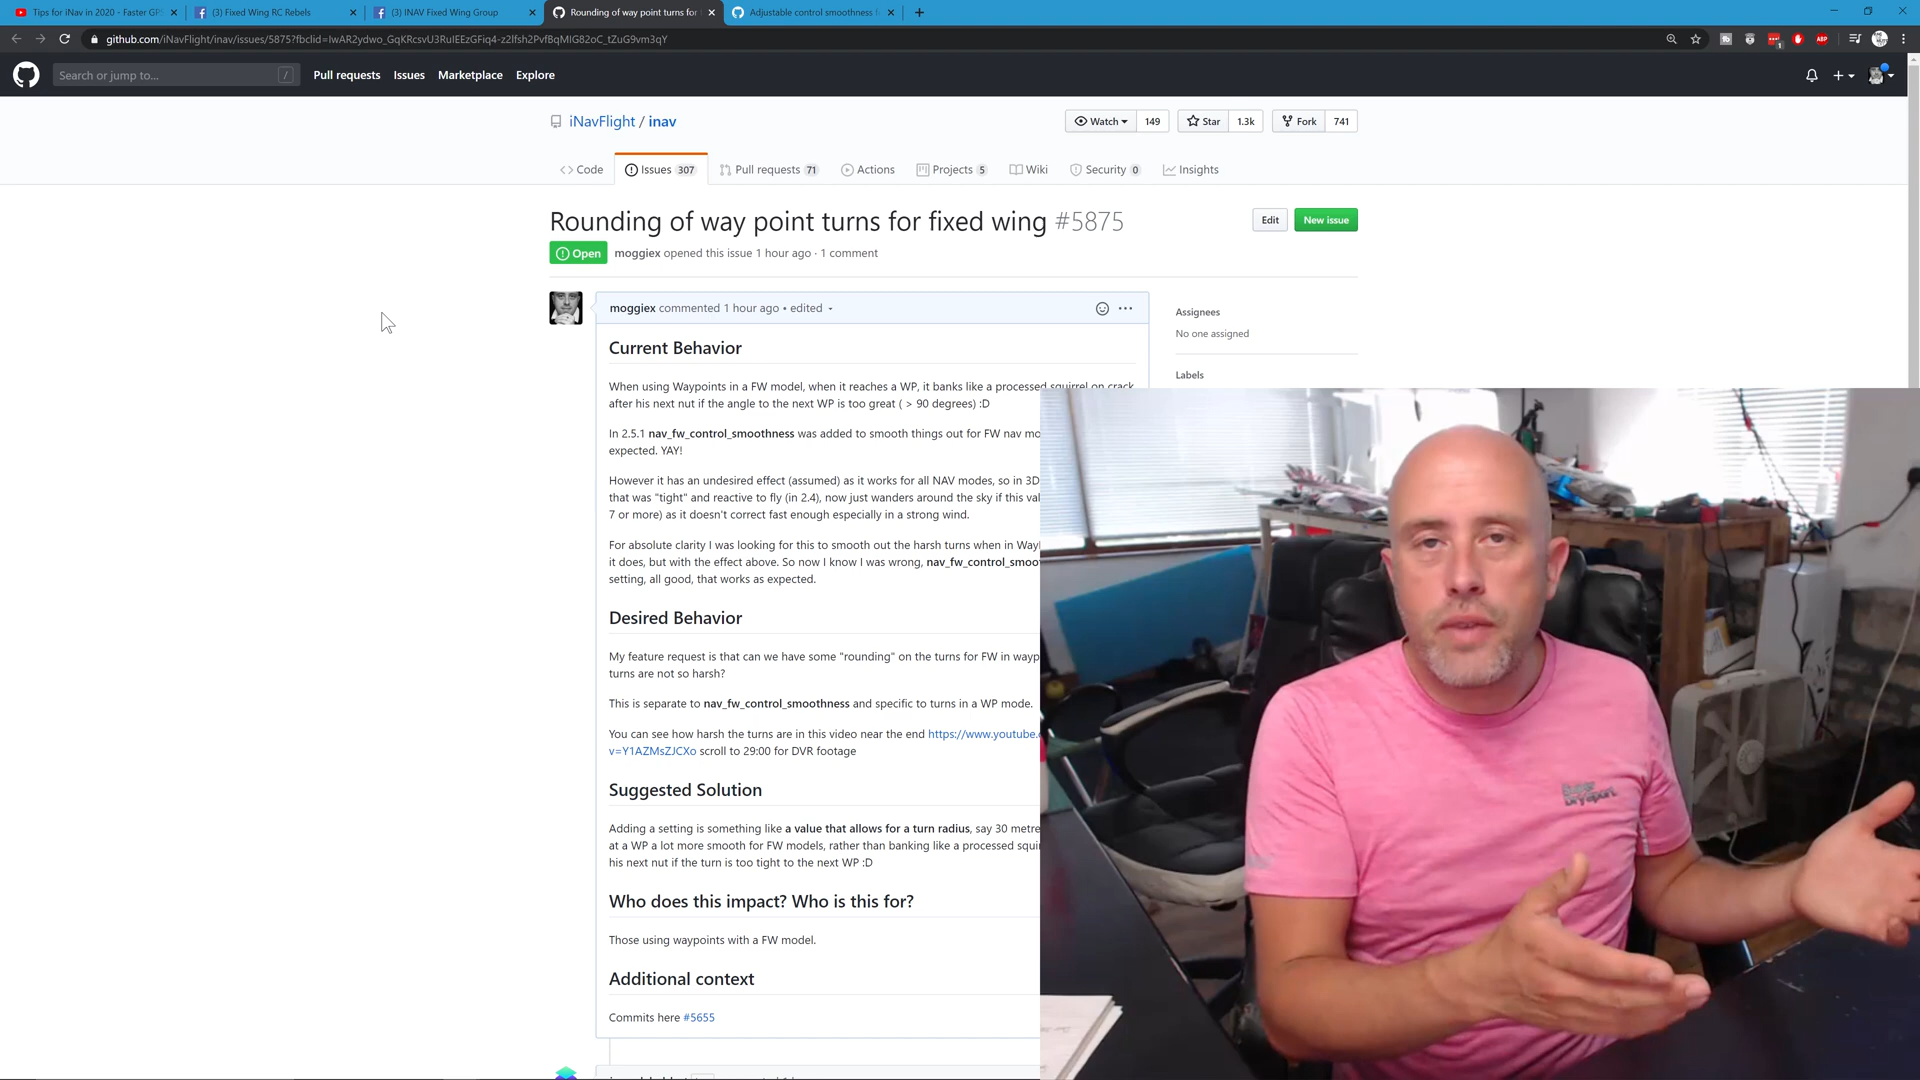 Tips for iNav in 2020 - Faster GP
(3) Fixed Wing RC Rebels
(3) INAV Fixed Wing Group
Rounding of way point turns for
Adjustable control smoothness f
github.com/iNavFlight/inav/issues/5875?fbclid=IwAR2ydwo_GqKRcsvU3RuIEEzGFiq4-z2lfsh2PvfBqMIG82oC_tZuG9vm3qY
Search or jump to...
/
Pull requests
Issues
Marketplace
Explore
iNavFlight / inav
Watch
149
Star
1.3k
Fork
741
Code
Issues 307
Pull requests 71
Actions
Projects 5
Wiki
Security 0
Insights
Rounding of way point turns for fixed wing #5875
Edit
New issue
Open
moggiex opened this issue 1 hour ago · 1 comment
moggiex commented 1 hour ago • edited
Current Behavior
When using Waypoints in a FW model, when it reaches a WP, it banks like a processed squirrel on crack
after his next nut if the angle to the next WP is too great ( > 90 degrees) :D
In 2.5.1 nav_fw_control_smoothness was added to smooth things out for FW nav mo
expected. YAY!
However it has an undesired effect (assumed) as it works for all NAV modes, so in 3D
that was "tight" and reactive to fly (in 2.4), now just wanders around the sky if this val
7 or more) as it doesn't correct fast enough especially in a strong wind.
For absolute clarity I was looking for this to smooth out the harsh turns when in Way
it does, but with the effect above. So now I know I was wrong, nav_fw_control_smoo
setting, all good, that works as expected.
Desired Behavior
My feature request is that can we have some "rounding" on the turns for FW in wayp
turns are not so harsh?
This is separate to nav_fw_control_smoothness and specific to turns in a WP mode.
You can see how harsh the turns are in this video near the end https://www.youtube.
v=Y1AZMsZJCXo scroll to 29:00 for DVR footage
Suggested Solution
Adding a setting is something like a value that allows for a turn radius, say 30 metre
at a WP a lot more smooth for FW models, rather than banking like a processed squi
his next nut if the turn is too tight to the next WP :D
Who does this impact? Who is this for?
Those using waypoints with a FW model.
Additional context
Commits here #5655
Assignees
No one assigned
Labels